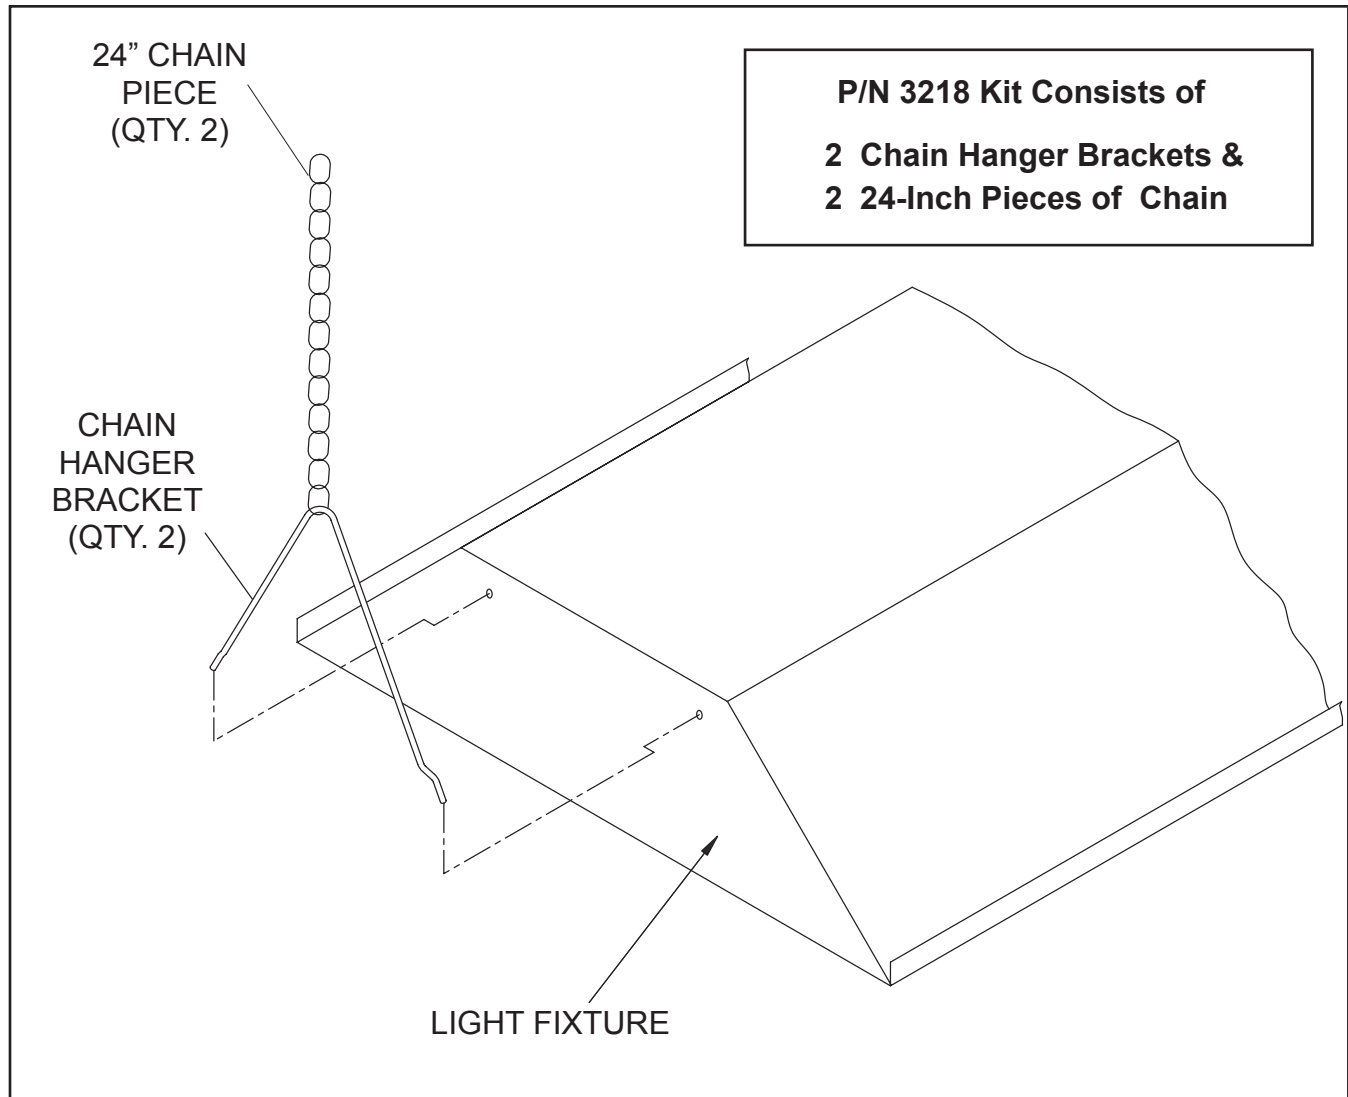 24” CHAIN
PIECE
(QTY. 2)
P/N 3218 Kit Consists of
2 Chain Hanger Brackets &
2 24-Inch Pieces of Chain
CHAIN
HANGER
BRACKET
(QTY. 2)
LIGHT FIXTURE